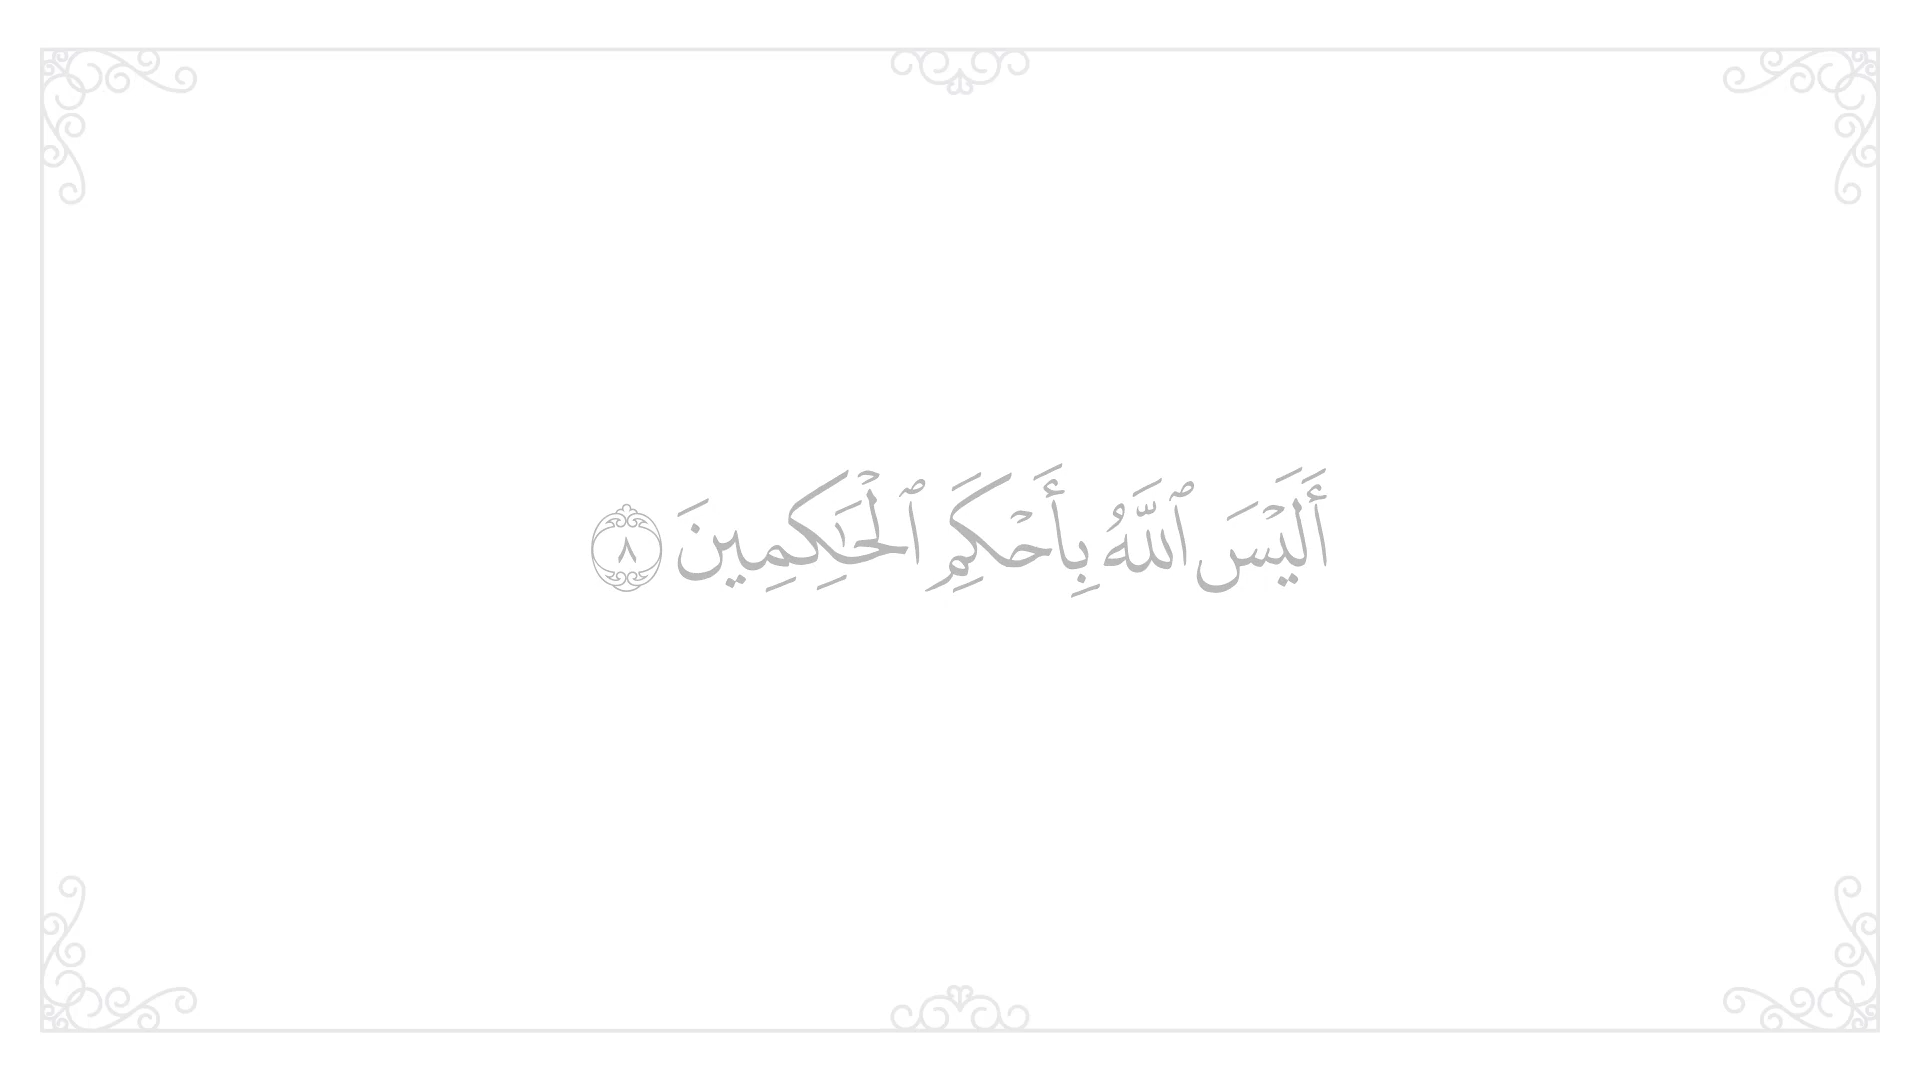 أَلَيْسَ ٱللَّهُ بِأَحْكَمِ ٱلْحَـٰكِمِينَ ٨